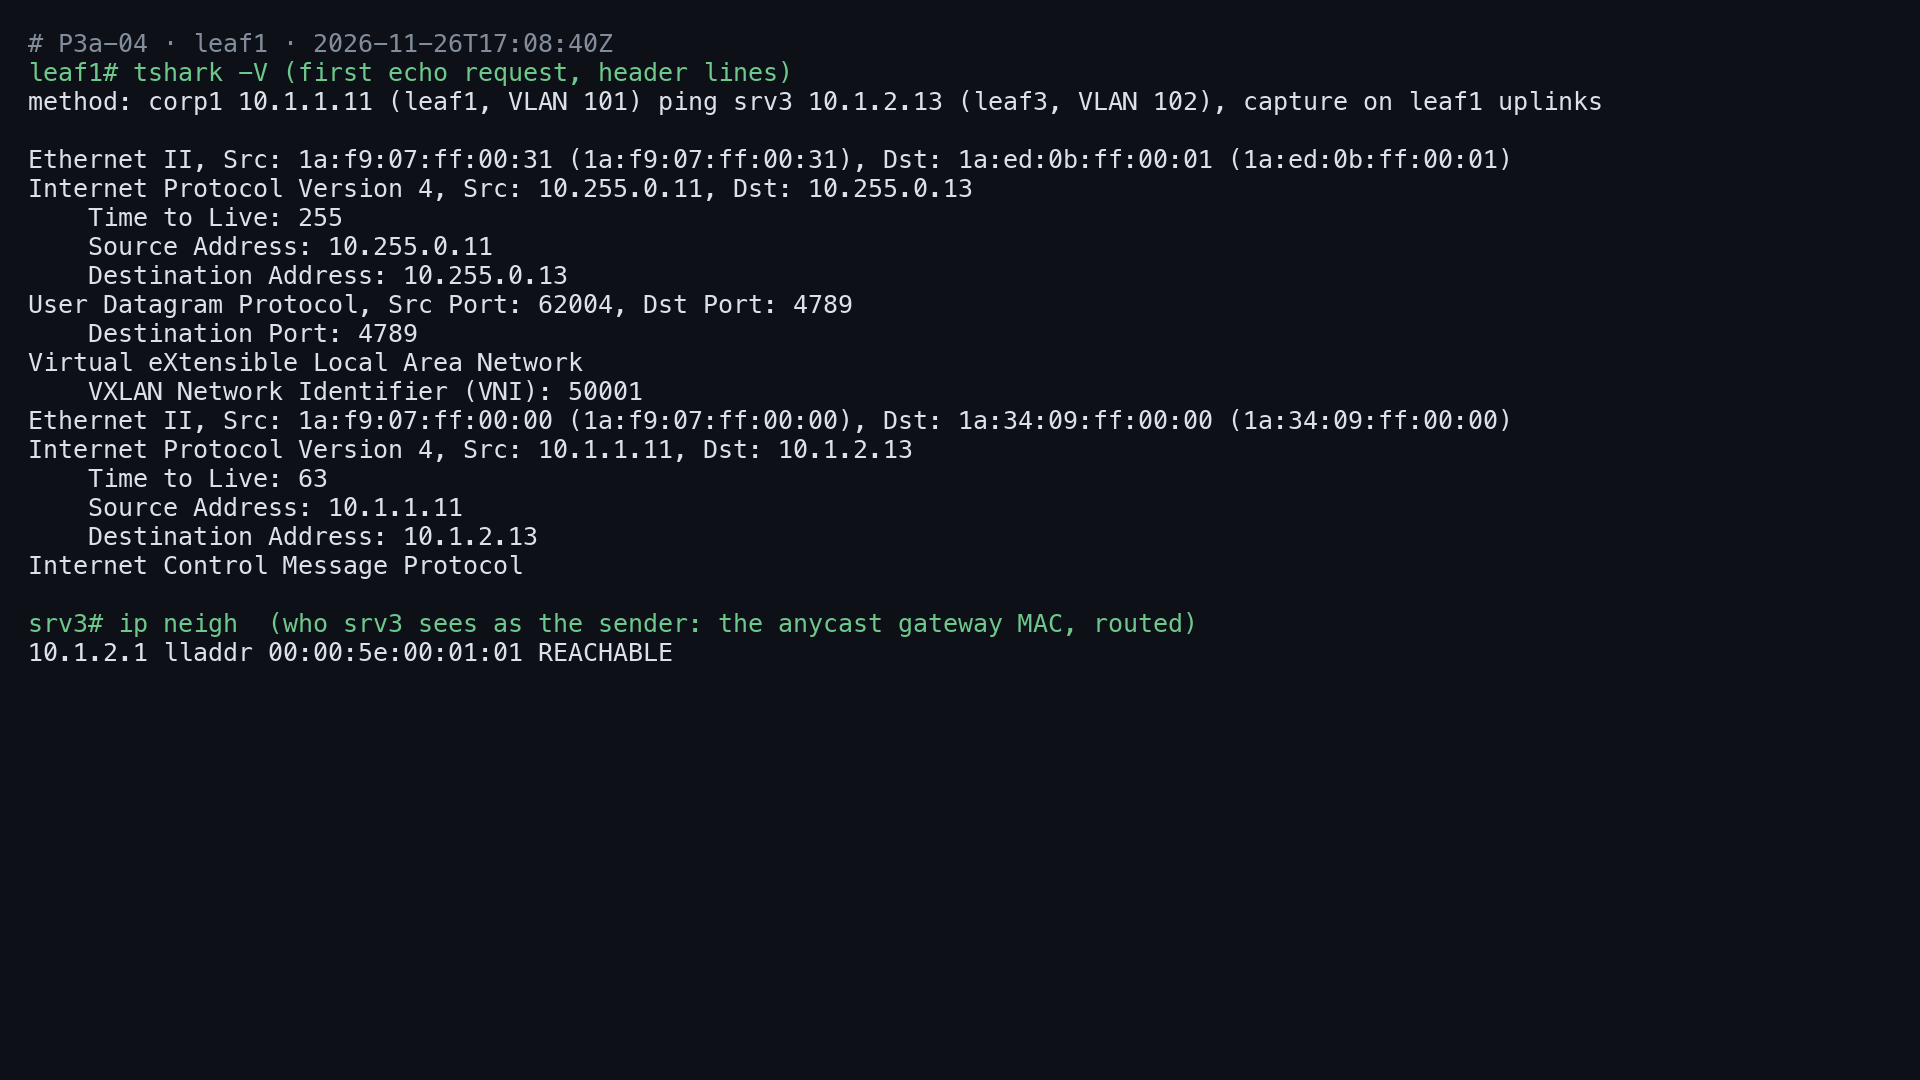 # P3a−04 · leaf1 · 2026−11−26T17:08:40Z
leaf1# tshark −V (first echo request, header lines)
method: corp1 10.1.1.11 (leaf1, VLAN 101) ping srv3 10.1.2.13 (leaf3, VLAN 102), capture on leaf1 uplinks
Ethernet II, Src: 1a:f9:07:ff:00:31 (1a:f9:07:ff:00:31), Dst: 1a:ed:0b:ff:00:01 (1a:ed:0b:ff:00:01)
Internet Protocol Version 4, Src: 10.255.0.11, Dst: 10.255.0.13
    Time to Live: 255
    Source Address: 10.255.0.11
    Destination Address: 10.255.0.13
User Datagram Protocol, Src Port: 62004, Dst Port: 4789
    Destination Port: 4789
Virtual eXtensible Local Area Network
    VXLAN Network Identifier (VNI): 50001
Ethernet II, Src: 1a:f9:07:ff:00:00 (1a:f9:07:ff:00:00), Dst: 1a:34:09:ff:00:00 (1a:34:09:ff:00:00)
Internet Protocol Version 4, Src: 10.1.1.11, Dst: 10.1.2.13
    Time to Live: 63
    Source Address: 10.1.1.11
    Destination Address: 10.1.2.13
Internet Control Message Protocol
srv3# ip neigh  (who srv3 sees as the sender: the anycast gateway MAC, routed)
10.1.2.1 lladdr 00:00:5e:00:01:01 REACHABLE